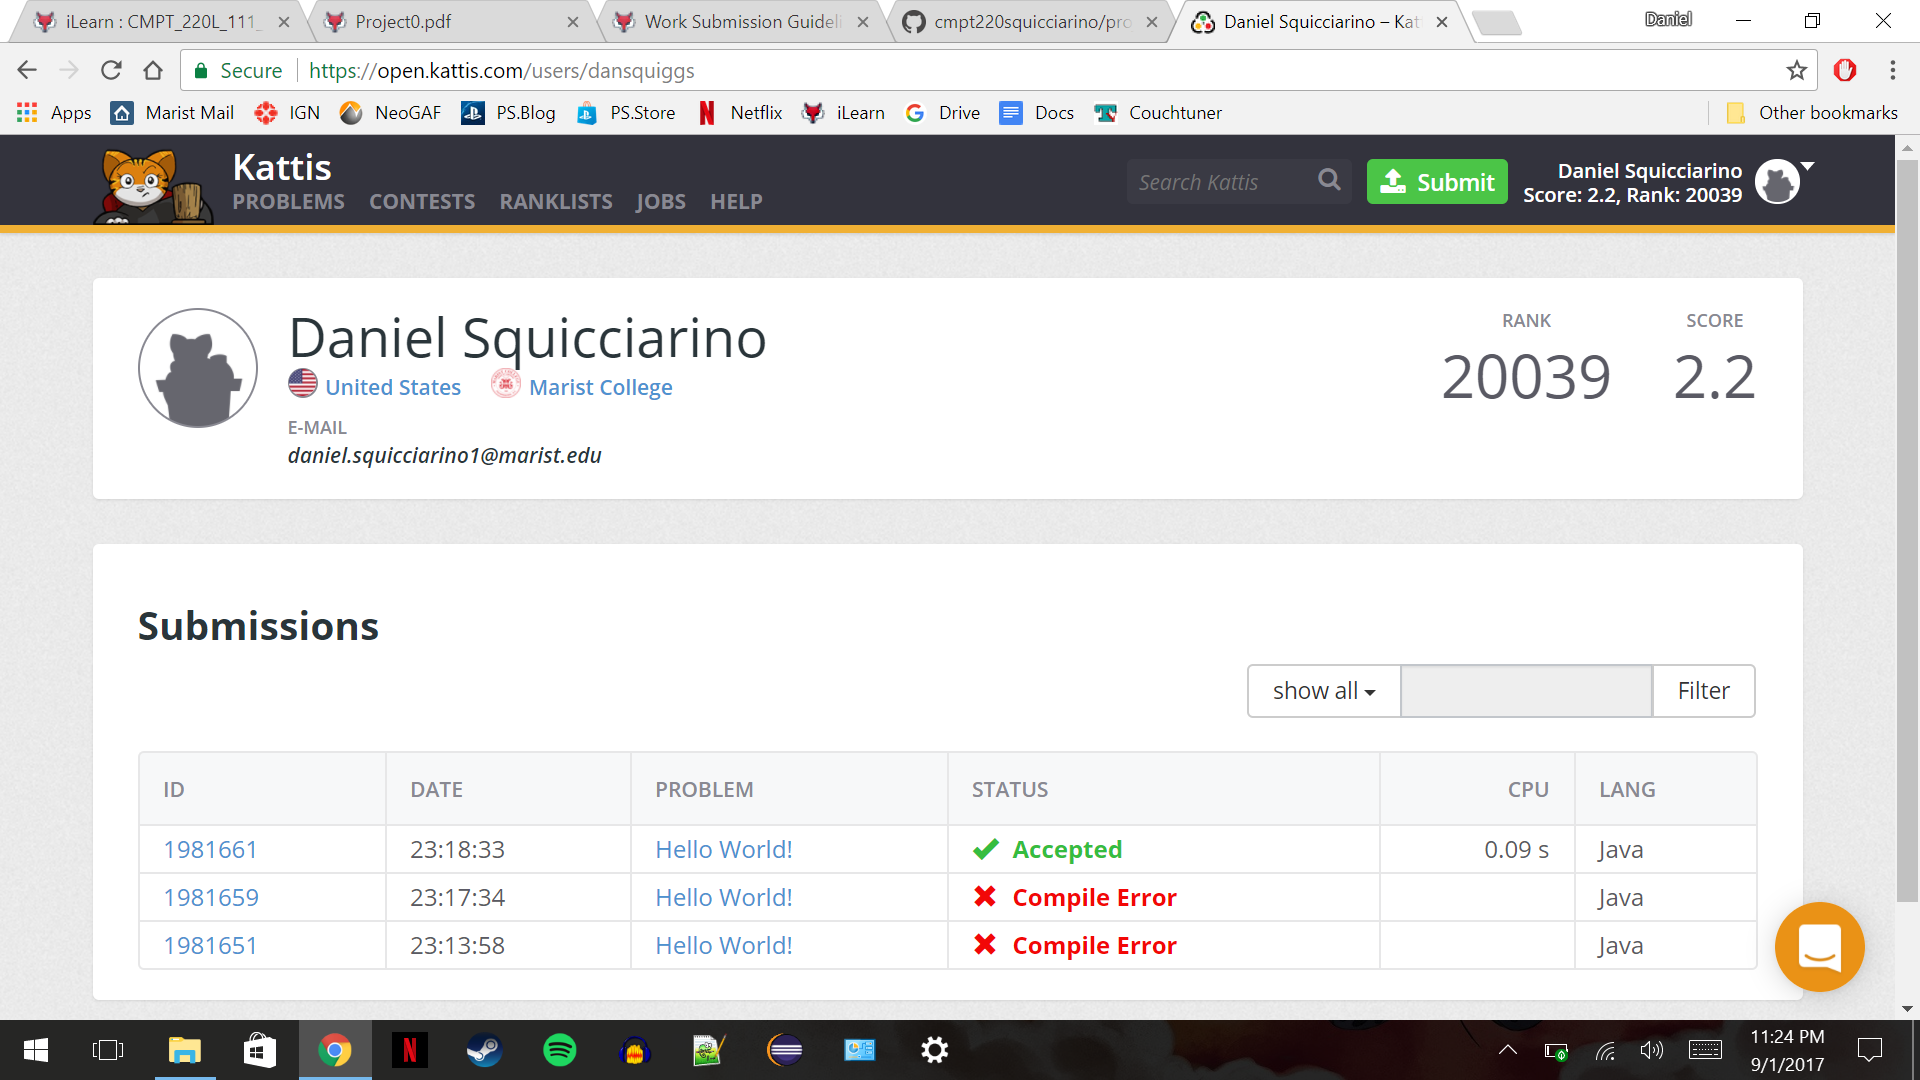 iLearn : CMPT_220L_111_
Project0.pdf
Work Submission Guideli
cmpt220squicciarino/pro
Daniel Squicciarino – Kat
Daniel
Secure
https://open.kattis.com/users/dansquiggs
Apps
Marist Mail
IGN
NeoGAF
PS.Blog
PS.Store
Netflix
iLearn
Drive
Docs
Couchtuner
Other bookmarks
Kattis
PROBLEMS CONTESTS RANKLISTS JOBS HELP
Search Kattis
Submit
Daniel Squicciarino
Score: 2.2, Rank: 20039
Daniel Squicciarino
United States Marist College
E-MAIL
daniel.squicciarino1@marist.edu
RANK
20039
SCORE
2.2
Submissions
show all
Filter
ID DATE PROBLEM STATUS CPU LANG
1981661 23:18:33 Hello World! Accepted 0.09 s Java
1981659 23:17:34 Hello World! Compile Error Java
1981651 23:13:58 Hello World! Compile Error Java
11:24 PM
9/1/2017